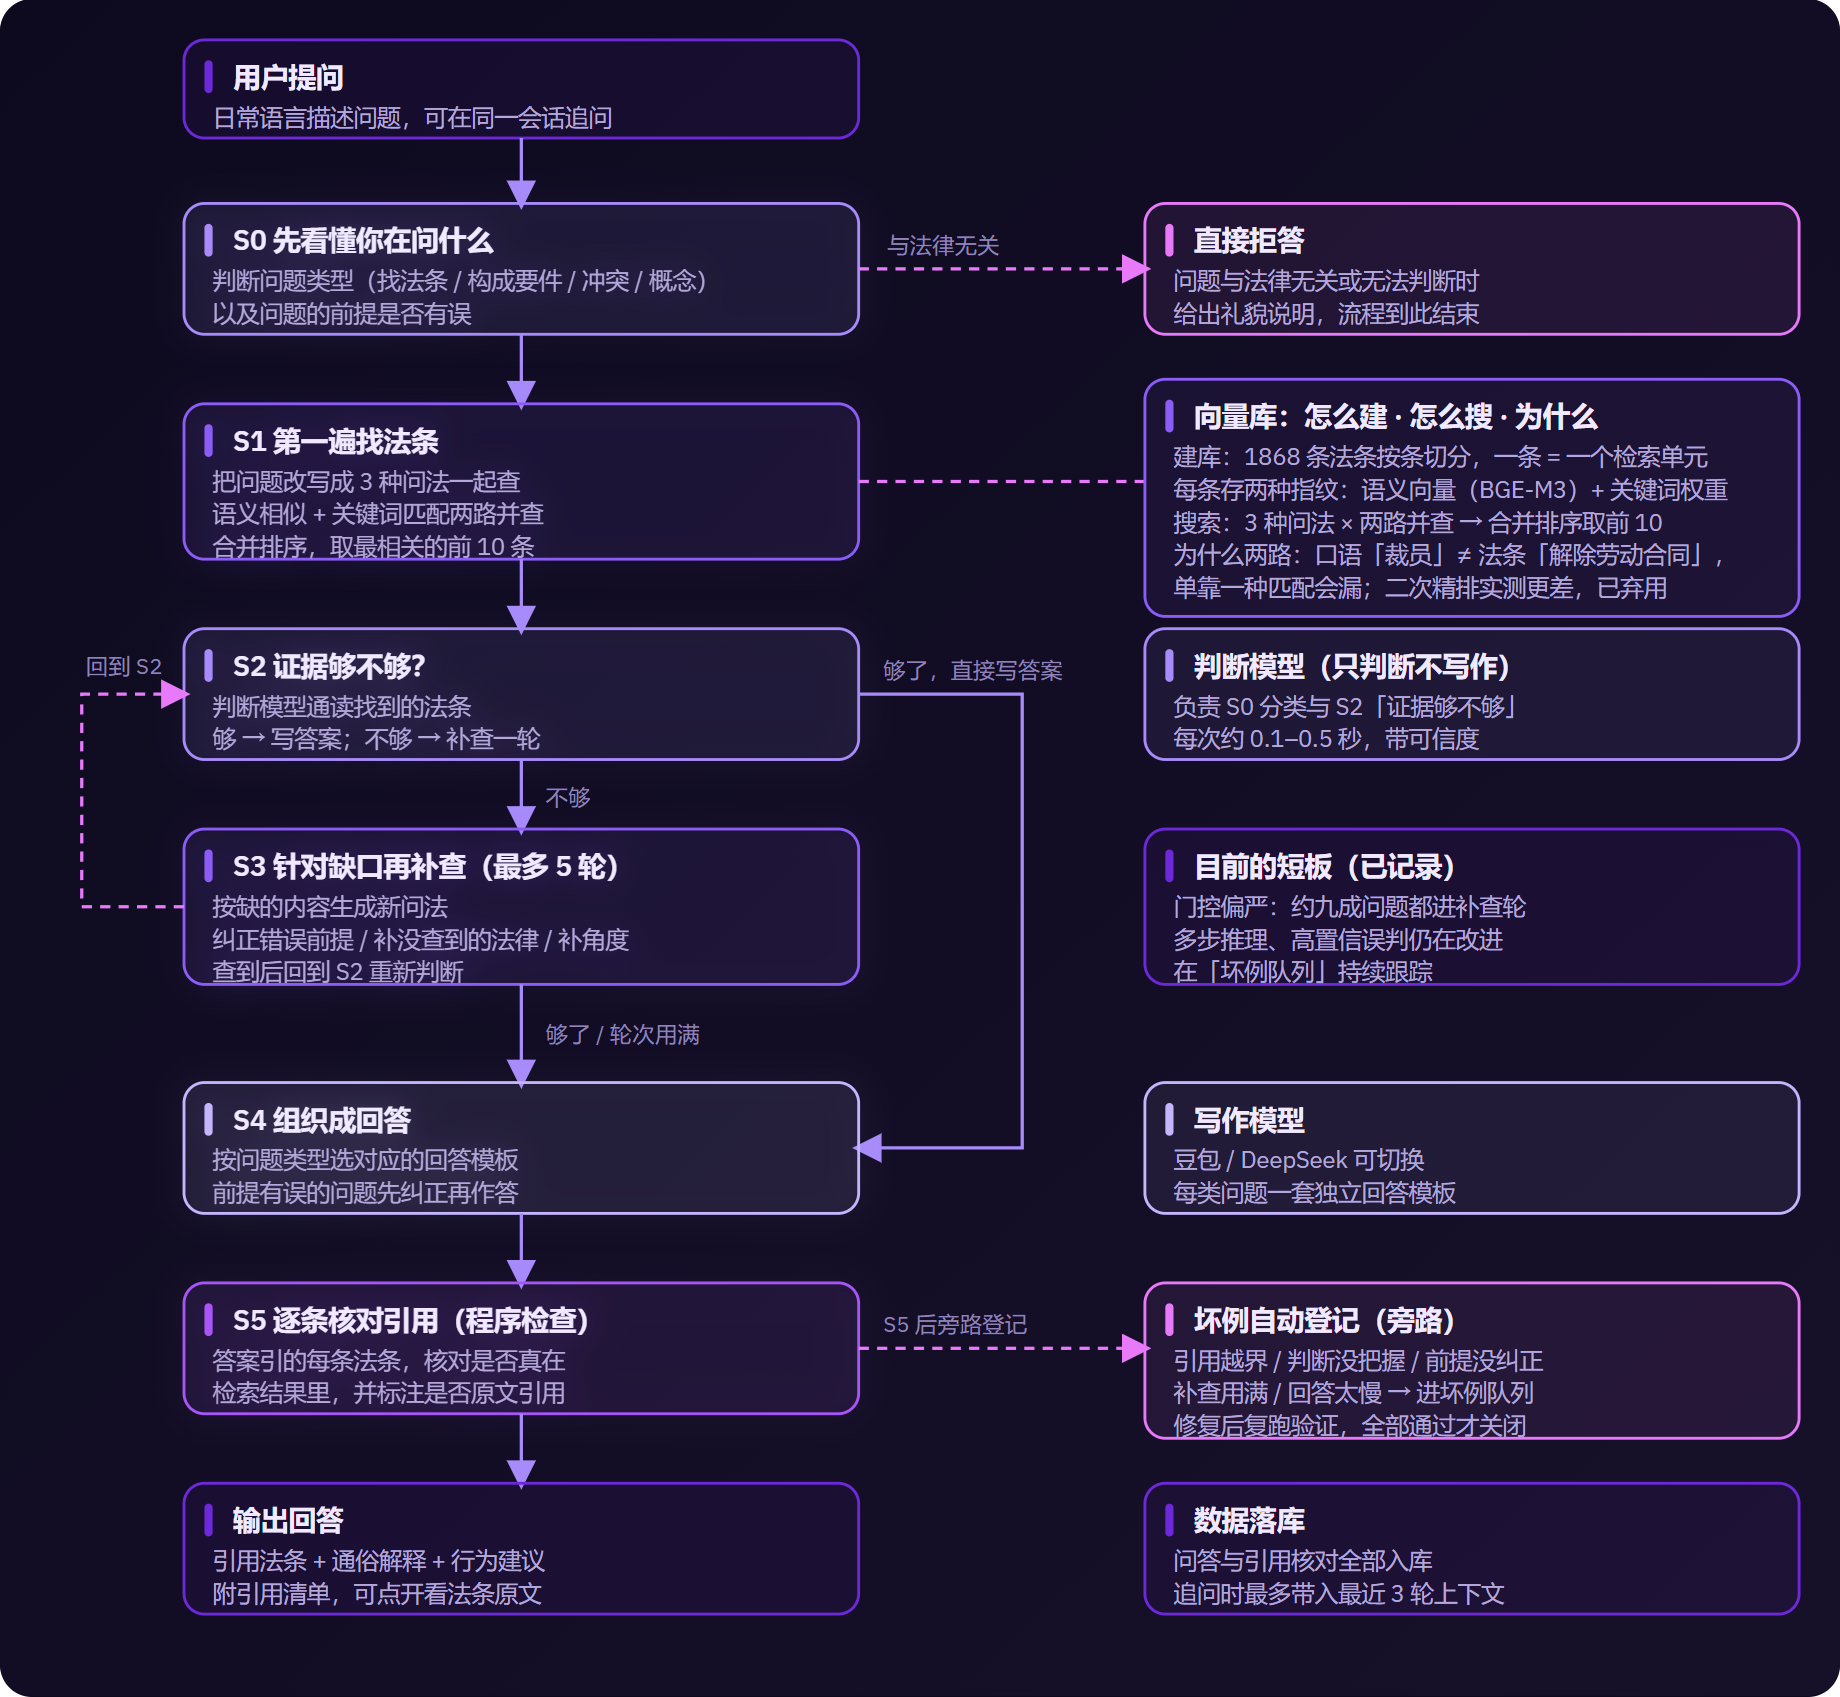 用户提问
日常语言描述问题，可在同一会话追问
S0 先看懂你在问什么
判断问题类型（找法条 / 构成要件 / 冲突 / 概念）
以及问题的前提是否有误
与法律无关
直接拒答
问题与法律无关或无法判断时
给出礼貌说明，流程到此结束
S1 第一遍找法条
把问题改写成 3 种问法一起查
语义相似 + 关键词匹配两路并查
合并排序，取最相关的前 10 条
向量库：怎么建 · 怎么搜 · 为什么
建库：1868 条法条按条切分，一条 = 一个检索单元
每条存两种指纹：语义向量（BGE-M3）+ 关键词权重
搜索：3 种问法 × 两路并查 → 合并排序取前 10
为什么两路：口语「裁员」≠ 法条「解除劳动合同」，
单靠一种匹配会漏；二次精排实测更差，已弃用
回到 S2
S2 证据够不够？
判断模型通读找到的法条
够 → 写答案；不够 → 补查一轮
够了，直接写答案
判断模型（只判断不写作）
负责 S0 分类与 S2「证据够不够」
每次约 0.1–0.5 秒，带可信度
不够
S3 针对缺口再补查（最多 5 轮）
按缺的内容生成新问法
纠正错误前提 / 补没查到的法律 / 补角度
查到后回到 S2 重新判断
目前的短板（已记录）
门控偏严：约九成问题都进补查轮
多步推理、高置信误判仍在改进
在「坏例队列」持续跟踪
够了 / 轮次用满
S4 组织成回答
按问题类型选对应的回答模板
前提有误的问题先纠正再作答
写作模型
豆包 / DeepSeek 可切换
每类问题一套独立回答模板
S5 逐条核对引用（程序检查）
答案引的每条法条，核对是否真在
检索结果里，并标注是否原文引用
S5 后旁路登记
坏例自动登记（旁路）
引用越界 / 判断没把握 / 前提没纠正
补查用满 / 回答太慢 → 进坏例队列
修复后复跑验证，全部通过才关闭
输出回答
引用法条 + 通俗解释 + 行为建议
附引用清单，可点开看法条原文
数据落库
问答与引用核对全部入库
追问时最多带入最近 3 轮上下文